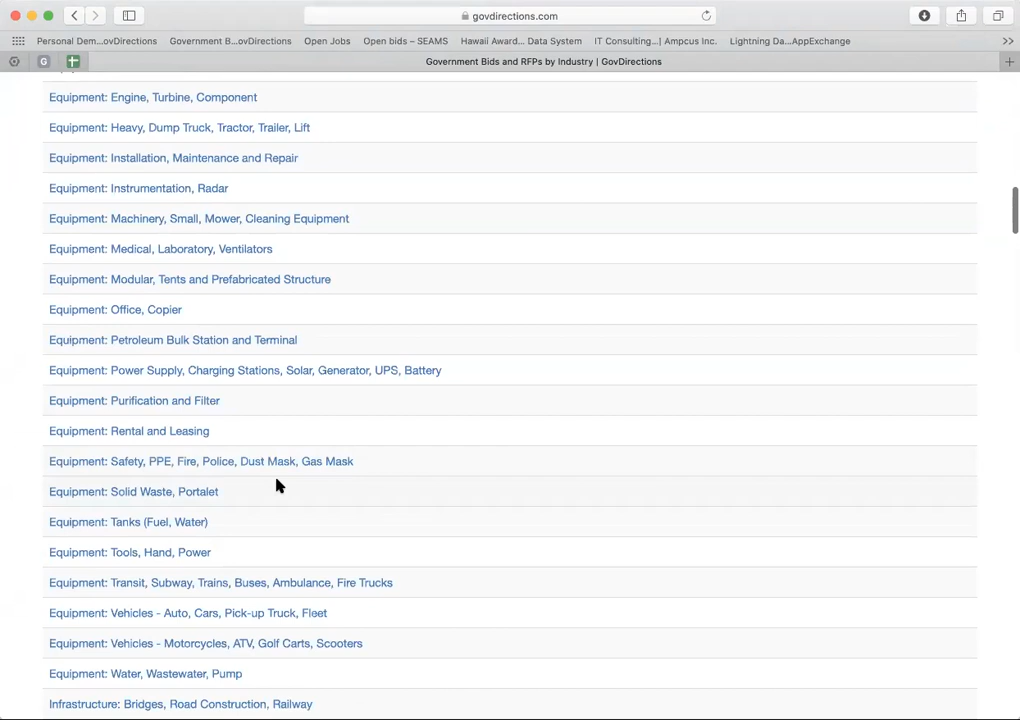 govdirections.com
Personal Dem...ovDirections Government B...ovDirections Open Jobs Open bids – SEAMS Hawaii Award... Data System IT Consulting...| Ampcus Inc. Lightning Da...AppExchange
G Government Bids and RFPs by Industry | GovDirections
Equipment: Engine, Turbine, Component
Equipment: Heavy, Dump Truck, Tractor, Trailer, Lift
Equipment: Installation, Maintenance and Repair
Equipment: Instrumentation, Radar
Equipment: Machinery, Small, Mower, Cleaning Equipment
Equipment: Medical, Laboratory, Ventilators
Equipment: Modular, Tents and Prefabricated Structure
Equipment: Office, Copier
Equipment: Petroleum Bulk Station and Terminal
Equipment: Power Supply, Charging Stations, Solar, Generator, UPS, Battery
Equipment: Purification and Filter
Equipment: Rental and Leasing
Equipment: Safety, PPE, Fire, Police, Dust Mask, Gas Mask
Equipment: Solid Waste, Portalet
Equipment: Tanks (Fuel, Water)
Equipment: Tools, Hand, Power
Equipment: Transit, Subway, Trains, Buses, Ambulance, Fire Trucks
Equipment: Vehicles - Auto, Cars, Pick-up Truck, Fleet
Equipment: Vehicles - Motorcycles, ATV, Golf Carts, Scooters
Equipment: Water, Wastewater, Pump
Infrastructure: Bridges, Road Construction, Railway